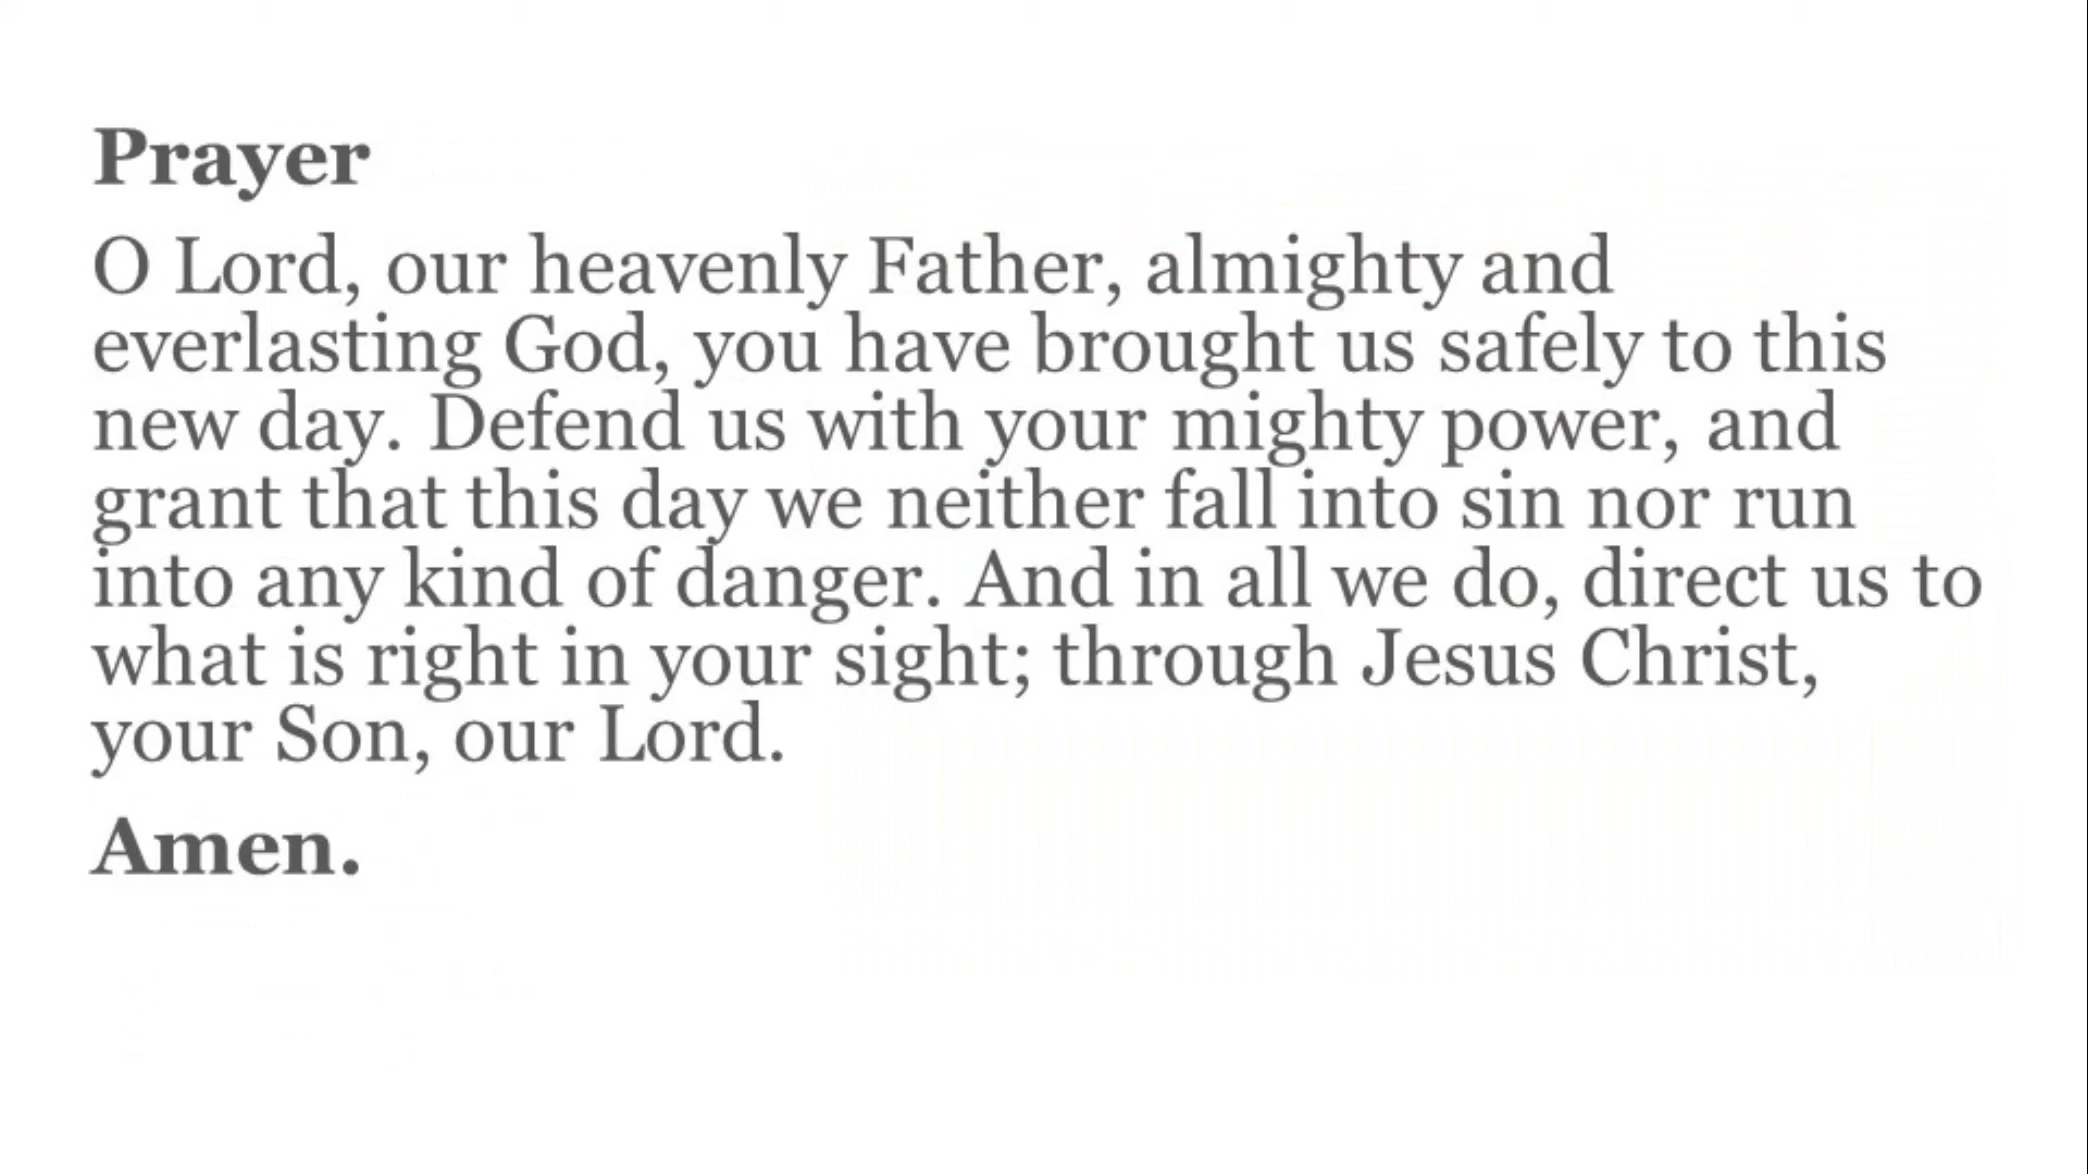 Prayer
O Lord, our heavenly Father, almighty and
everlasting God, you have brought us safely to this
new day. Defend us with your mighty power, and
grant that this day we neither fall into sin nor run
into any kind of danger. And in all we do, direct us to
what is right in your sight; through Jesus Christ,
your Son, our Lord.
Amen.